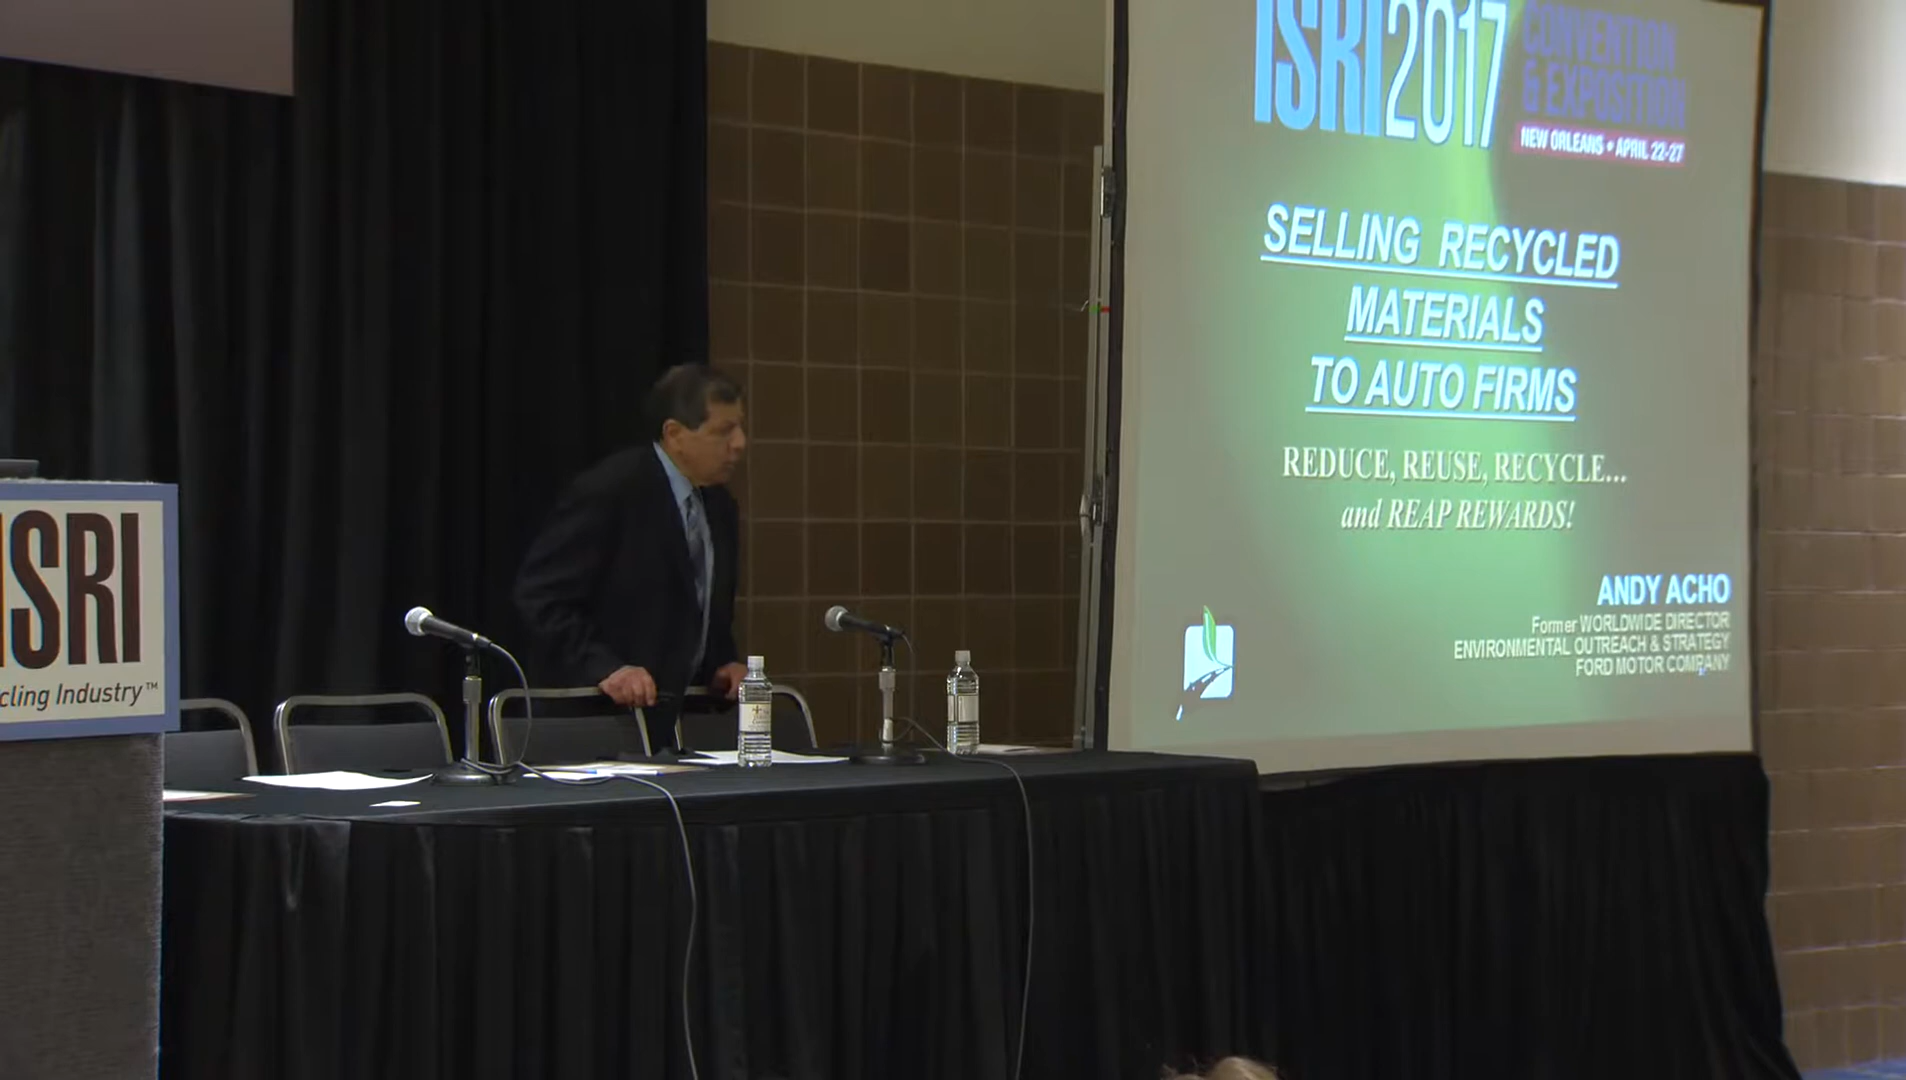 ISRI2017 CONVENTION
& EXPOSITION
NEW ORLEANS • APRIL 22-27
SELLING RECYCLED
MATERIALS
TO AUTO FIRMS
REDUCE, REUSE, RECYCLE...
and REAP REWARDS!
ANDY ACHO
Former WORLDWIDE DIRECTOR
ENVIRONMENTAL OUTREACH & STRATEGY
FORD MOTOR COMPANY
ISRI
cling Industry™